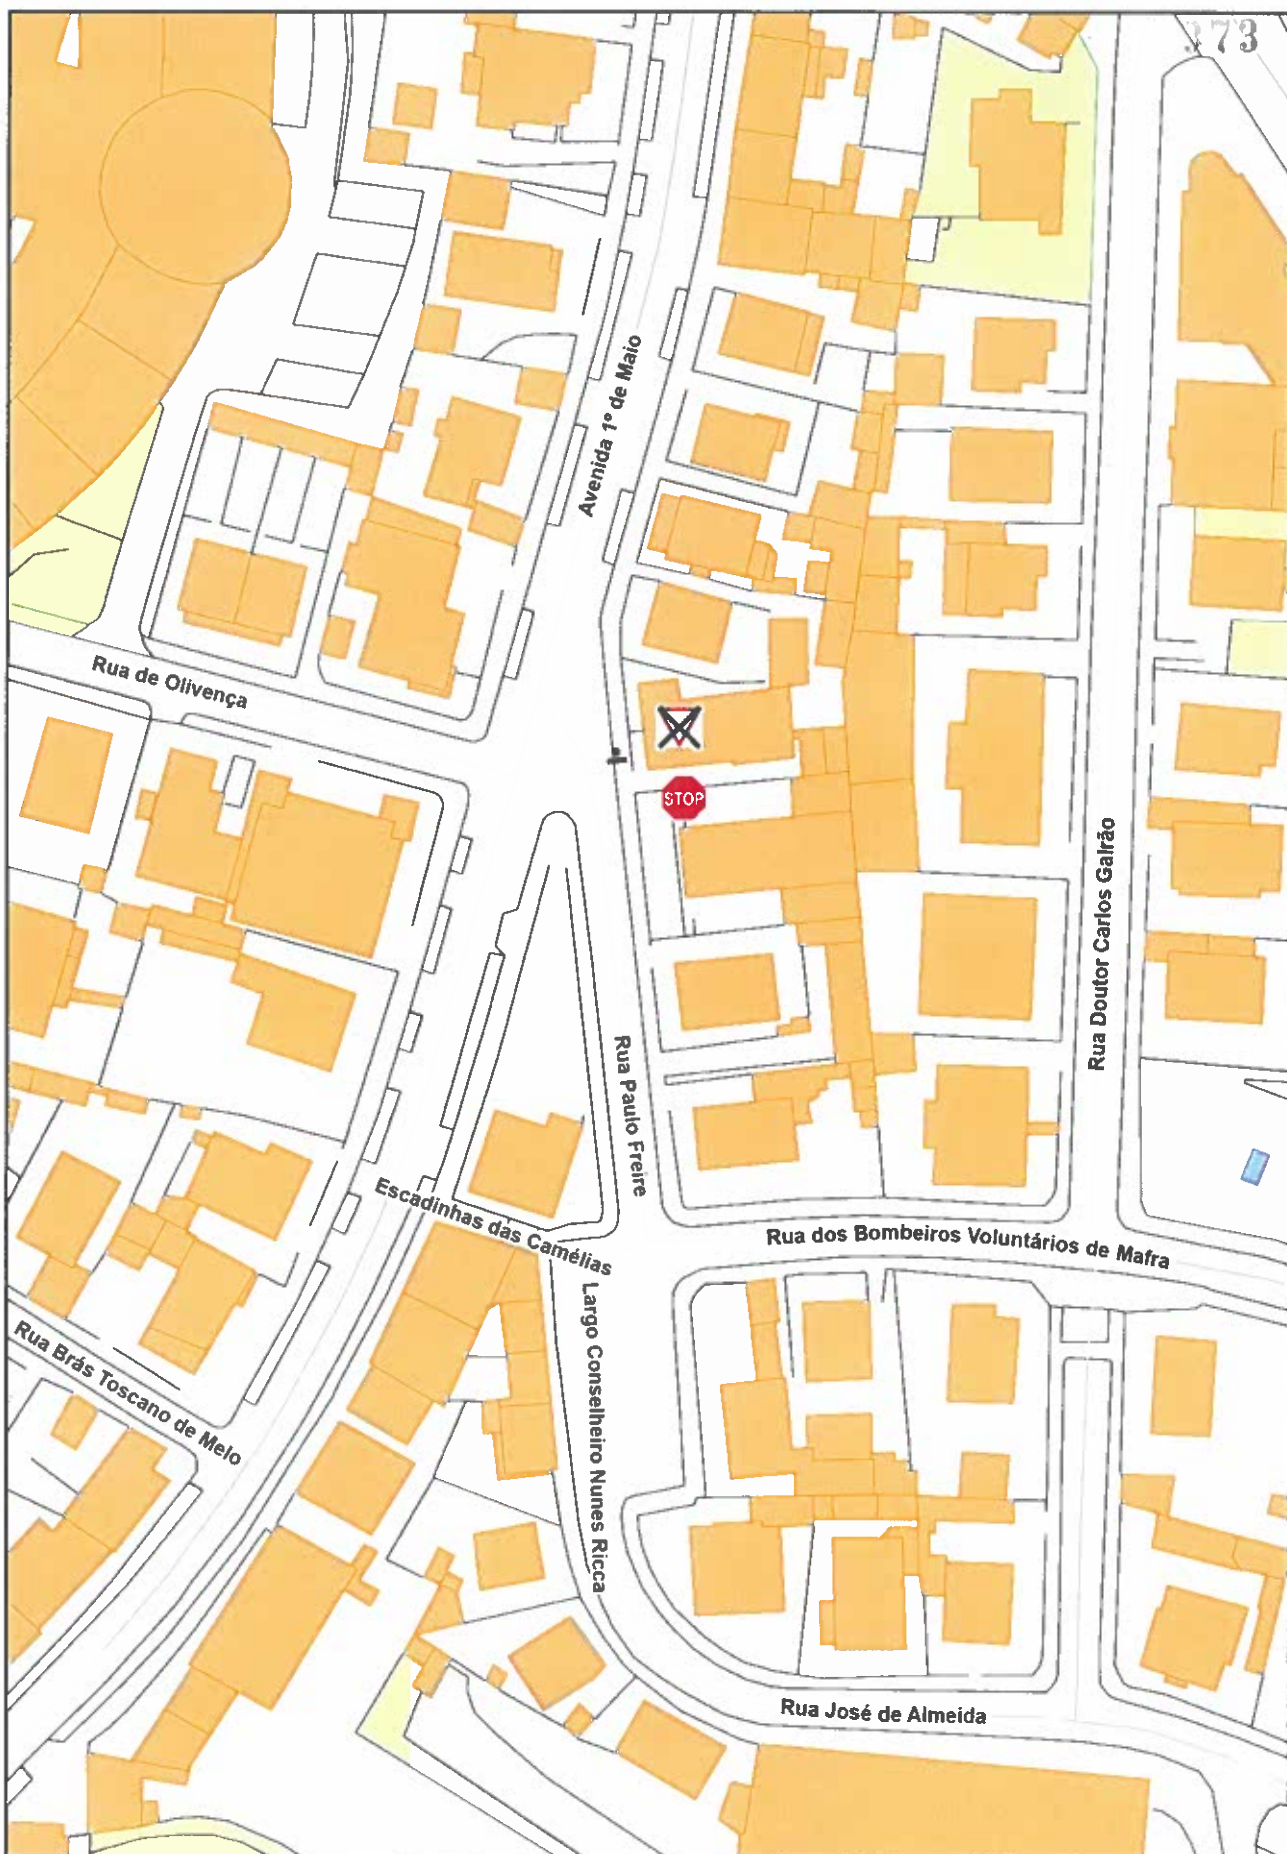 373
Avenida 1º de Maio
Rua de Olivença
STOP
Rua Doutor Carlos Galrão
Rua Paulo Freire
Escadinhas das Camélias
Rua dos Bombeiros Voluntários de Mafra
Largo Conselheiro Nunes Ricca
Rua Brás Toscano de Melo
Rua José de Almeida